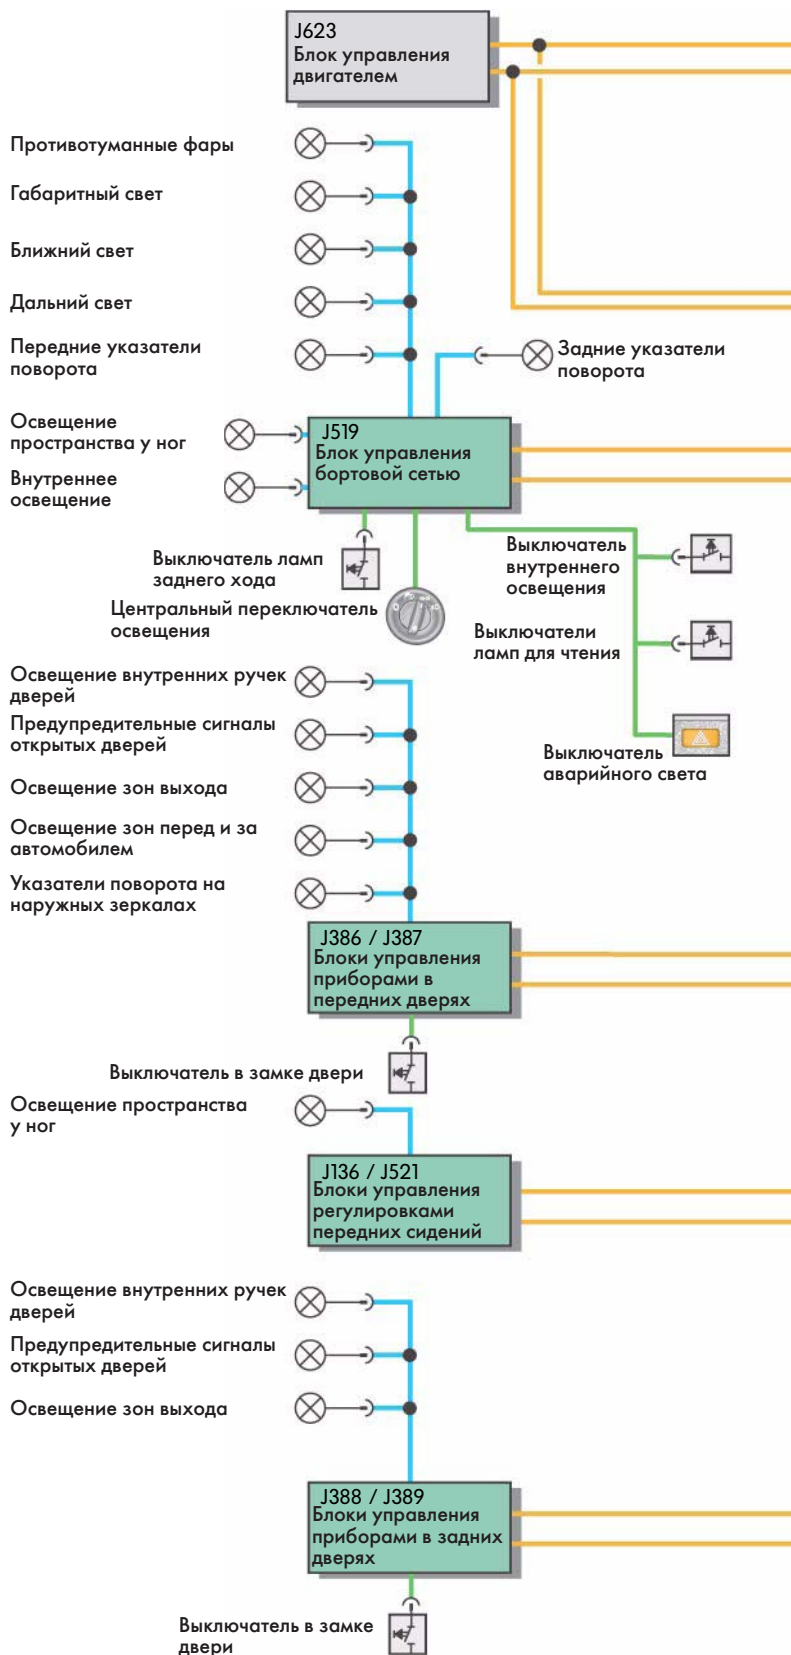 J623
Блок управления
двигателем
Противотуманные фары
Габаритный свет
Ближний свет
Дальний свет
Передние указатели
поворота
Задние указатели
поворота
Освещение
пространства у ног
Внутреннее
освещение
J519
Блок управления
бортовой сетью
Выключатель ламп
заднего хода
Центральный переключатель
освещения
Выключатель
внутреннего
освещения
Выключатели
ламп для чтения
Выключатель
аварийного света
Освещение внутренних ручек
дверей
Предупредительные сигналы
открытых дверей
Освещение зон выхода
Освещение зон перед и за
автомобилем
Указатели поворота на
наружных зеркалах
J386 / J387
Блоки управления
приборами в
передних дверях
Выключатель в замке двери
Освещение пространства
у ног
J136 / J521
Блоки управления
регулировками
передних сидений
Освещение внутренних ручек
дверей
Предупредительные сигналы
открытых дверей
Освещение зон выхода
J388 / J389
Блоки управления
приборами в задних
дверях
Выключатель в замке
двери